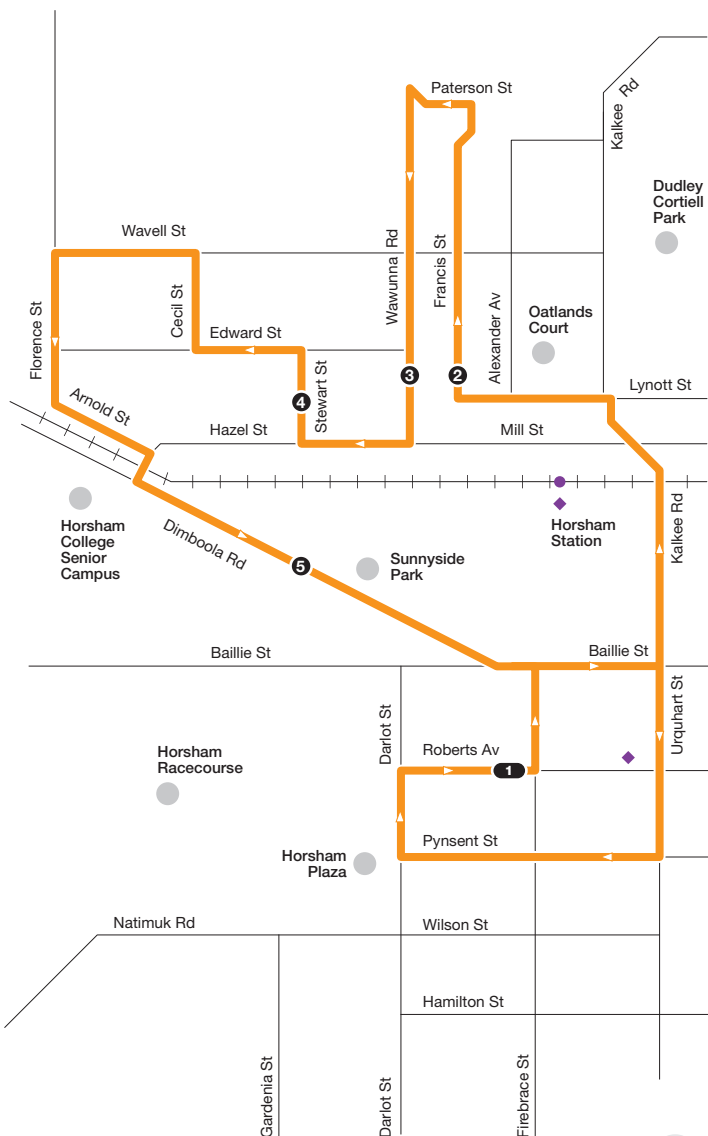 Paterson St
Kalkee Rd
Dudley
Cortiell
Park
Wavell St
Wawunna Rd
Francis St
Cecil St
Florence St
Edward St
Alexander Av
Oatlands
Court
Stewart St
3
2
4
Lynott St
Arnold St
Hazel St
Mill St
Horsham
College
Senior
Campus
Dimboola Rd
Horsham
Station
Kalkee Rd
5
Sunnyside
Park
Baillie St
Baillie St
Darlot St
Urquhart St
Roberts Av
1
Horsham
Racecourse
Pynsent St
Horsham
Plaza
Natimuk Rd
Wilson St
Hamilton St
Gardenia St
Darlot St
Firebrace St